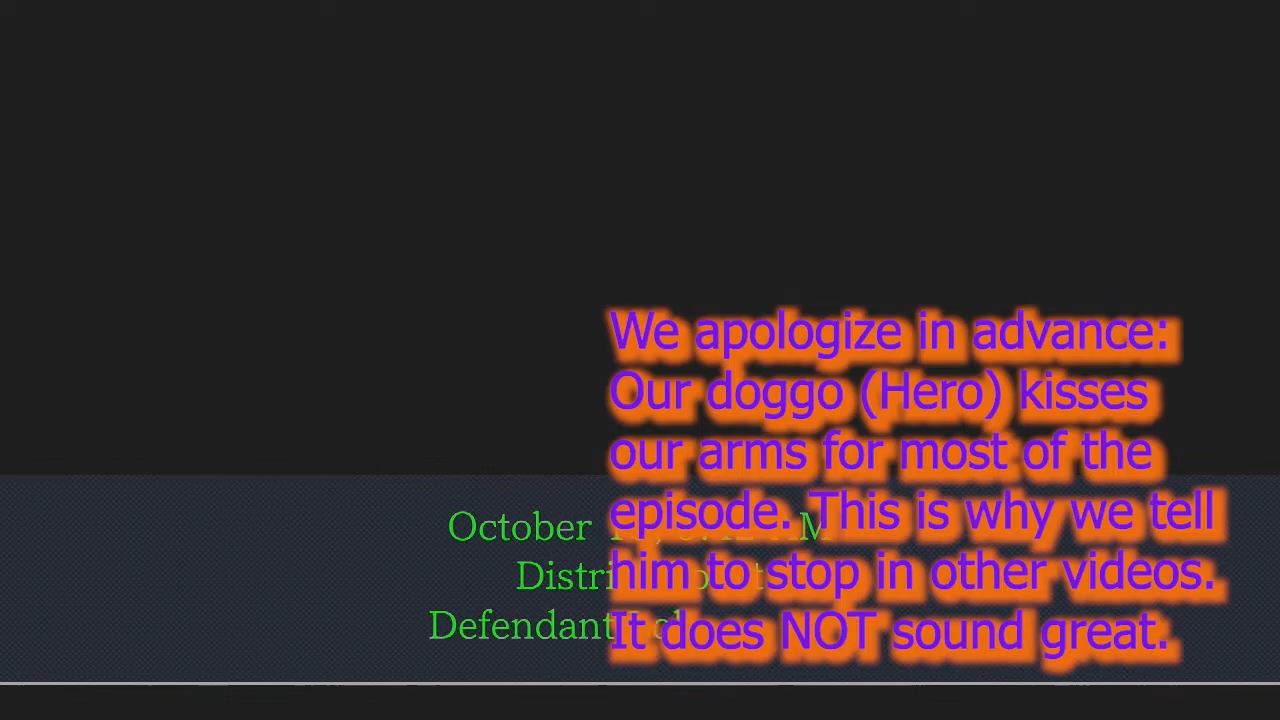 We apologize in advance:
Our doggo (Hero) kisses
our arms for most of the
episode. This is why we tell
him to stop in other videos.
It does NOT sound great.
October
Defendant